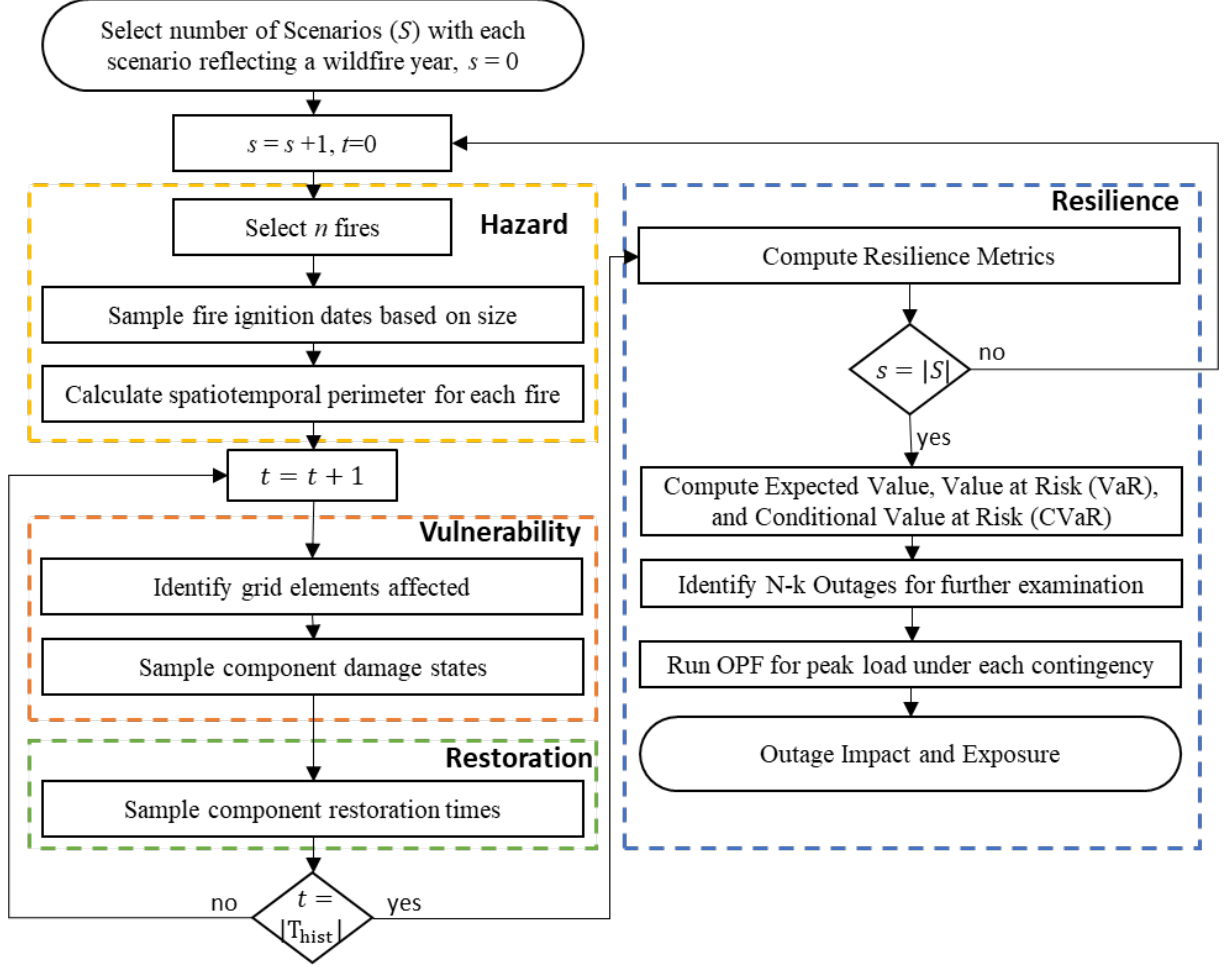 Select number of Scenarios (S) with each
scenario reflecting a wildfire year, s = 0
s = s +1, t=0
Hazard
Select n fires
Sample fire ignition dates based on size
Calculate spatiotemporal perimeter for each fire
t = t + 1
Vulnerability
Identify grid elements affected
Sample component damage states
Restoration
Sample component restoration times
t =
|T_hist|
no
yes
Resilience
Compute Resilience Metrics
s = |S|
no
yes
Compute Expected Value, Value at Risk (VaR),
and Conditional Value at Risk (CVaR)
Identify N-k Outages for further examination
Run OPF for peak load under each contingency
Outage Impact and Exposure